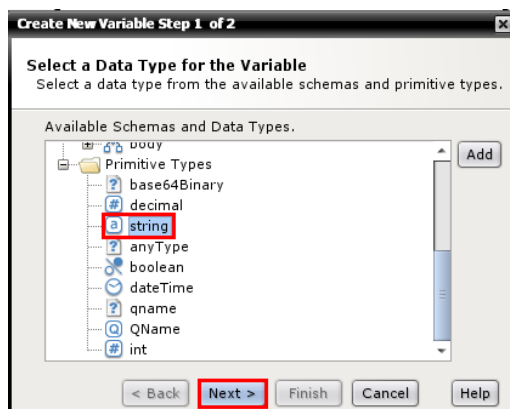 Create New Variable Step 1 of 2
Select a Data Type for the Variable
Select a data type from the available schemas and primitive types.
Available Schemas and Data Types.
body
Add
Primitive Types
base64Binary
decimal
string
anyType
boolean
dateTime
qname
QName
int
< Back Next > Finish Cancel Help